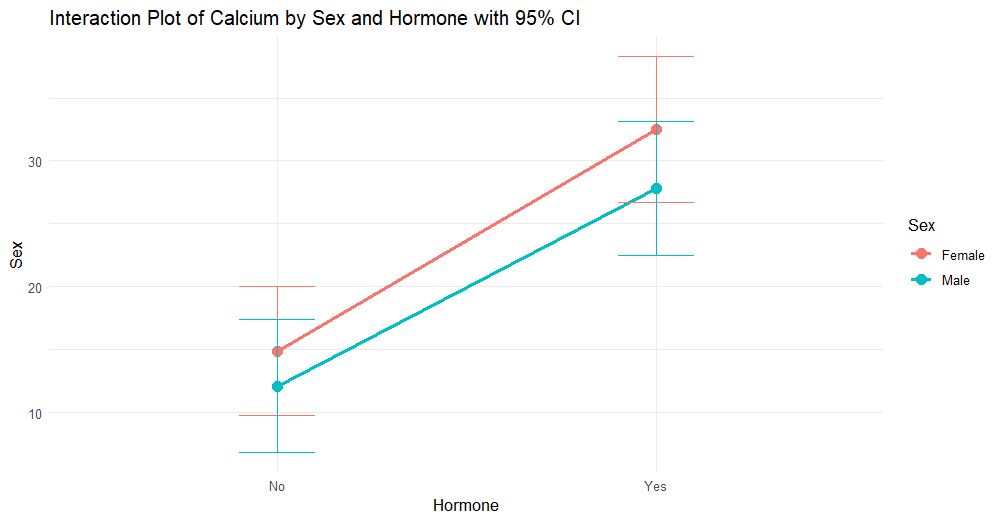 Interaction Plot of Calcium by Sex and Hormone with 95% CI
Sex
30
20
10
No
Yes
Hormone
Sex
Female
Male